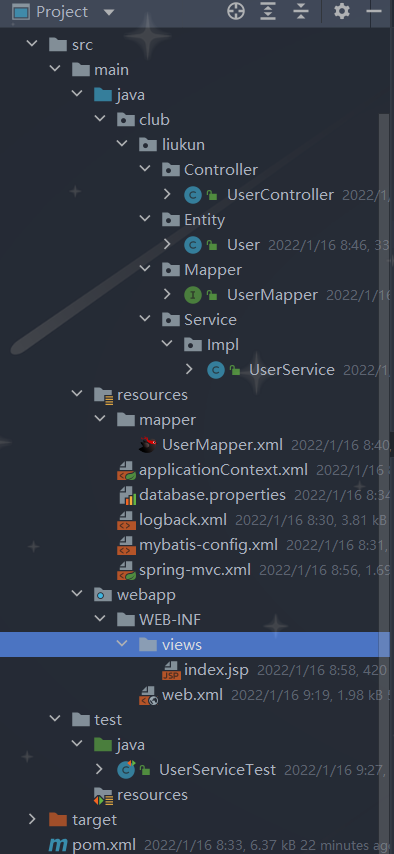 Project
src
main
java
club
liukun
Controller
UserController 2022/1/
Entity
User 2022/1/16 8:46, 33
Mapper
UserMapper 2022/1/16
Service
Impl
UserService 2022/1/
resources
mapper
UserMapper.xml 2022/1/16 8:40,
applicationContext.xml 2022/1/16 8
database.properties 2022/1/16 8:34
logback.xml 2022/1/16 8:30, 3.81 kB
mybatis-config.xml 2022/1/16 8:31,
spring-mvc.xml 2022/1/16 8:56, 1.69
webapp
WEB-INF
views
index.jsp 2022/1/16 8:58, 420
web.xml 2022/1/16 9:19, 1.98 kB
test
java
UserServiceTest 2022/1/16 9:27,
resources
target
pom.xml 2022/1/16 8:33, 6.37 kB 22 minutes ago